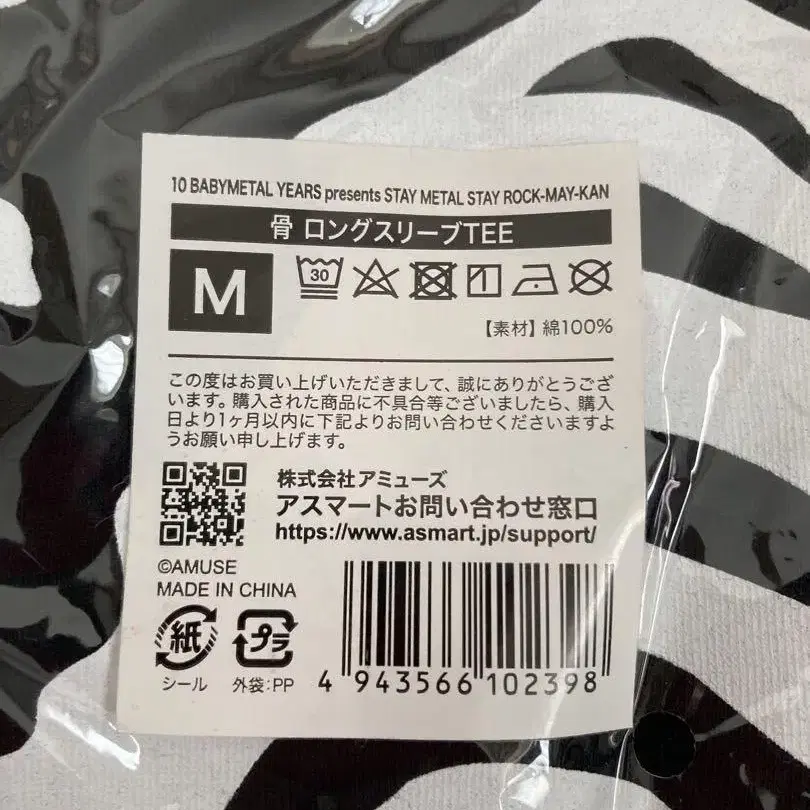 10 BABYMETAL YEARS presents STAY METAL STAY ROCK-MAY-KAN
骨 ロングスリーブTEE
M
30
【素材】綿100%
この度はお買い上げいただきまして、誠にありがとうござ
います。購入された商品に不具合等ございましたら、購入
日より1ヶ月以内に下記よりお問い合わせくださいますよ
うお願い申し上げます。
株式会社アミューズ
アスマートお問い合わせ窓口
https://www.asmart.jp/support/
©AMUSE
MADE IN CHINA
紙
シール
プラ
外袋:PP
4 943566 102398